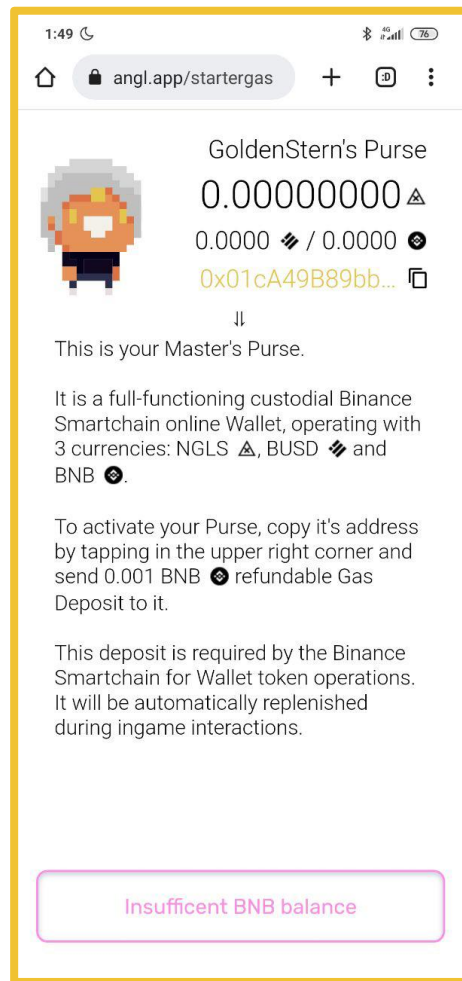 1:49
4G
76
angl.app/startergas
:D
GoldenStern's Purse
0.00000000
0.0000 / 0.0000
0x01cA49B89bb...
This is your Master's Purse.
It is a full-functioning custodial Binance
Smartchain online Wallet, operating with
3 currencies: NGLS, BUSD and
BNB.
To activate your Purse, copy it's address
by tapping in the upper right corner and
send 0.001 BNB refundable Gas
Deposit to it.
This deposit is required by the Binance
Smartchain for Wallet token operations.
It will be automatically replenished
during ingame interactions.
Insufficent BNB balance